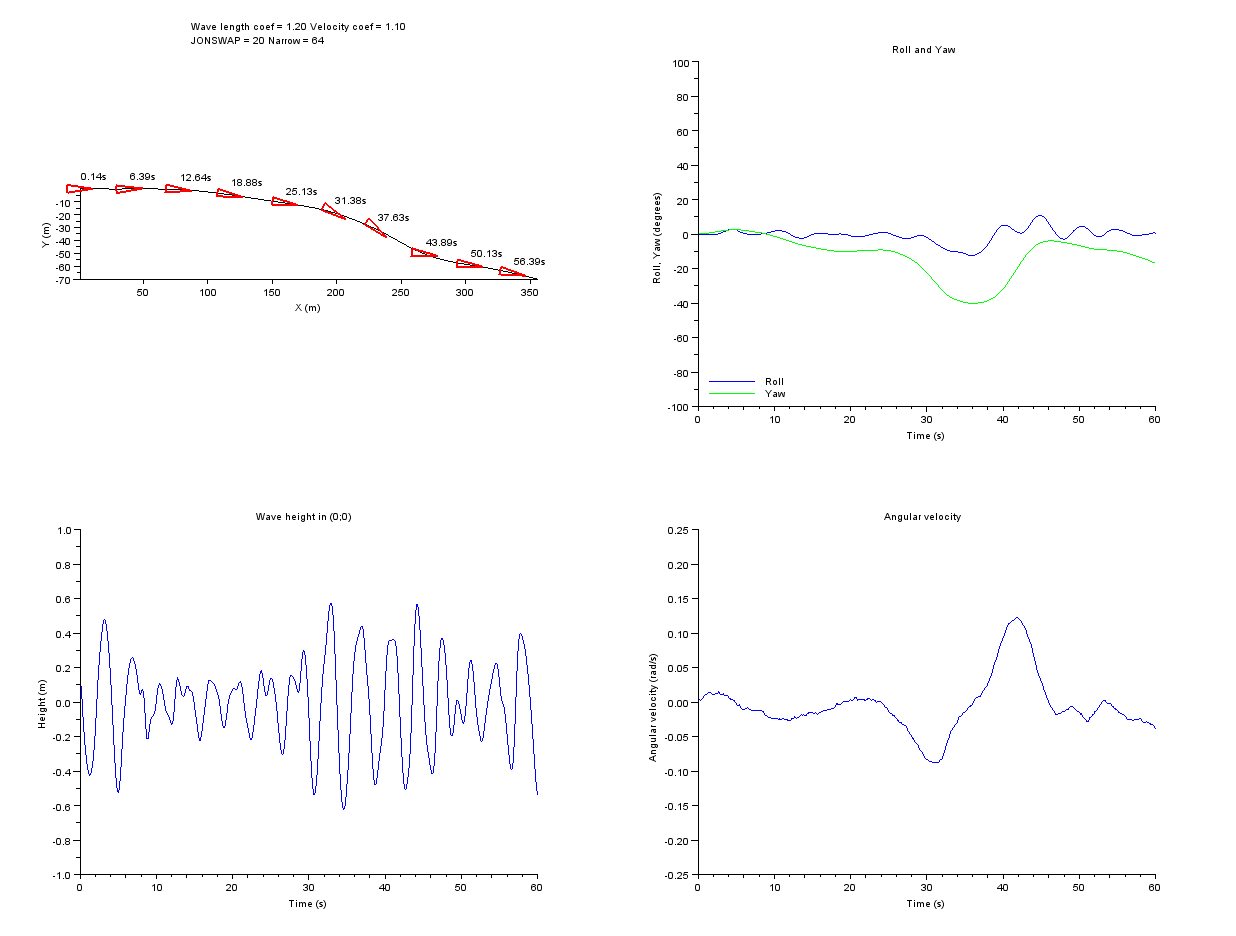 Wave length coef = 1.20 Velocity coef = 1.10
JONSWAP = 20 Narrow = 64
0.14s
6.39s
12.64s
18.88s
25.13s
31.38s
37.63s
43.89s
50.13s
56.39s
-10
-20
-30
-40
-50
-60
-70
Y (m)
50
100
150
200
250
300
350
X (m)
Roll and Yaw
100
80
60
40
20
0
-20
-40
-60
-80
-100
Roll, Yaw (degrees)
Roll
Yaw
0
10
20
30
40
50
60
Time (s)
Wave height in (0;0)
1.0
0.8
0.6
0.4
0.2
0.0
-0.2
-0.4
-0.6
-0.8
-1.0
Height (m)
0
10
20
30
40
50
60
Time (s)
Angular velocity
0.25
0.20
0.15
0.10
0.05
0.00
-0.05
-0.10
-0.15
-0.20
-0.25
Angular velocity (rad/s)
0
10
20
30
40
50
60
Time (s)